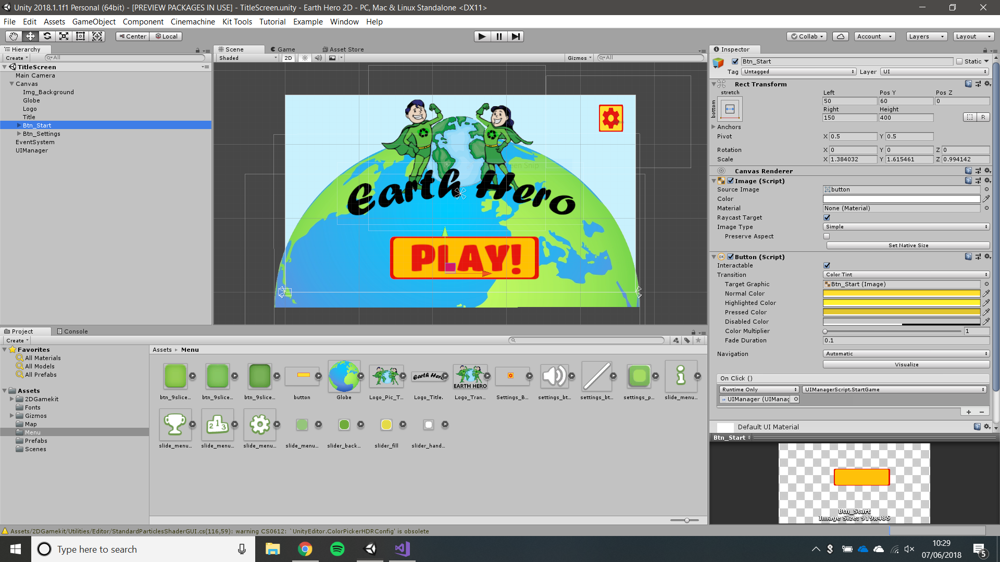 Unity 2018.1.1f1 Personal (64bit) - [PREVIEW PACKAGES IN USE] - TitleScreen.unity - Earth Hero 2D - PC, Mac & Linux Standalone <DX11>
File Edit Assets GameObject Component Cinemachine Kit Tools Tutorial Example Window Help
Center Local Collab Account Layers Layout
Hierarchy
Create All
TitleScreen
Main Camera
Canvas
Img_Background
Globe
Logo
Title
Btn_Start
Btn_Settings
EventSystem
UIManager
Scene Game Asset Store
Shaded 2D Gizmos All
Earth Hero
PLAY!
Inspector
Btn_Start Static
Tag Untagged Layer UI
Rect Transform
stretch
bottom
Left Pos Y Pos Z
50 60 0
Right Height
150 400 R
Anchors
Pivot X 0.5 Y 0.5
Rotation X 0 Y 0 Z 0
Scale X 1.384032 Y 1.615461 Z 0.994142
Canvas Renderer
Image (Script)
Source Image button
Color
Material None (Material)
Raycast Target
Image Type Simple
Preserve Aspect
Set Native Size
Button (Script)
Interactable
Transition Color Tint
Target Graphic Btn_Start (Image)
Normal Color
Highlighted Color
Pressed Color
Disabled Color
Color Multiplier 1
Fade Duration 0.1
Navigation Automatic
Visualize
On Click ()
Runtime Only UIManagerScript.StartGame
UIManager (UIManag
+ −
Default UI Material
Btn_Start
Btn_Start
Image Size: 919x485
Project Console
Create
Favorites
All Materials
All Models
All Prefabs
Assets
2DGamekit
Fonts
Gizmos
Map
Menu
Prefabs
Scenes
Assets Menu
Earth Hero
EARTH HERO
btn_9slice... btn_9slice... btn_9slice... button Globe Logo_Pic_T... Logo_Title. Logo_Tran... Settings_B... settings_bt... settings_bt... settings_p... slide_menu...
1 2 3
slide_menu... slide_menu... slide_menu... slide_menu... slider_back... slider_fill slider_hand...
Assets/2DGamekit/Utilities/Editor/StandardParticlesShaderGUI.cs(116,59): warning CS0612: `UnityEditor.ColorPickerHDRConfig' is obsolete
Type here to search
10:29
07/06/2018
5